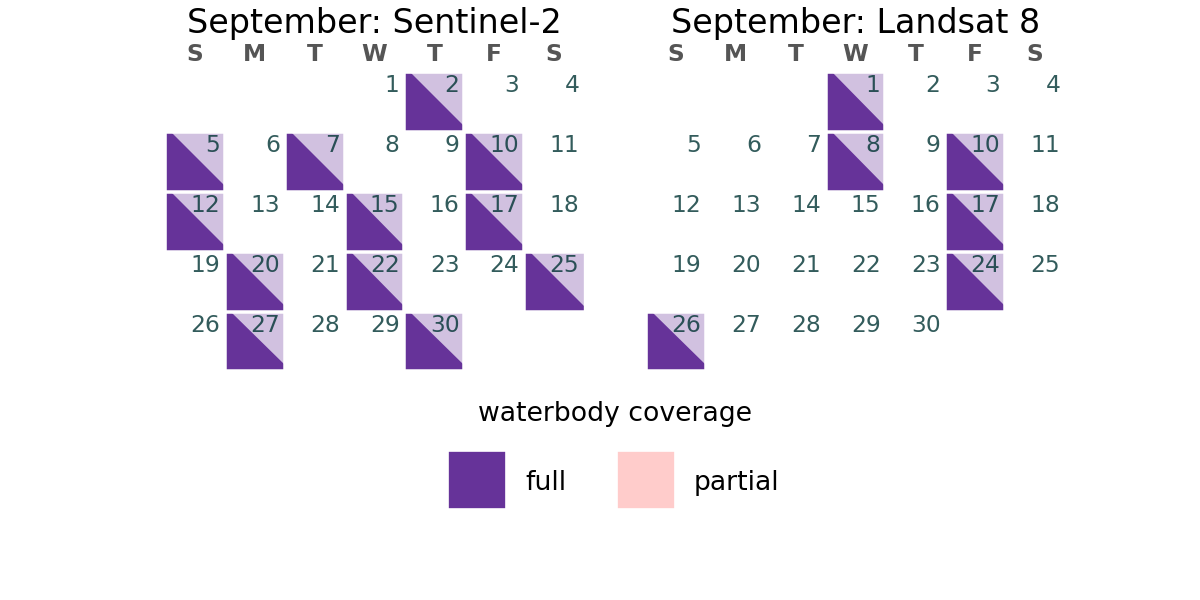 September: Sentinel-2
S M T W T F S
1 2 3 4
5 6 7 8 9 10 11
12 13 14 15 16 17 18
19 20 21 22 23 24 25
26 27 28 29 30
September: Landsat 8
S M T W T F S
1 2 3 4
5 6 7 8 9 10 11
12 13 14 15 16 17 18
19 20 21 22 23 24 25
26 27 28 29 30
waterbody coverage
full partial